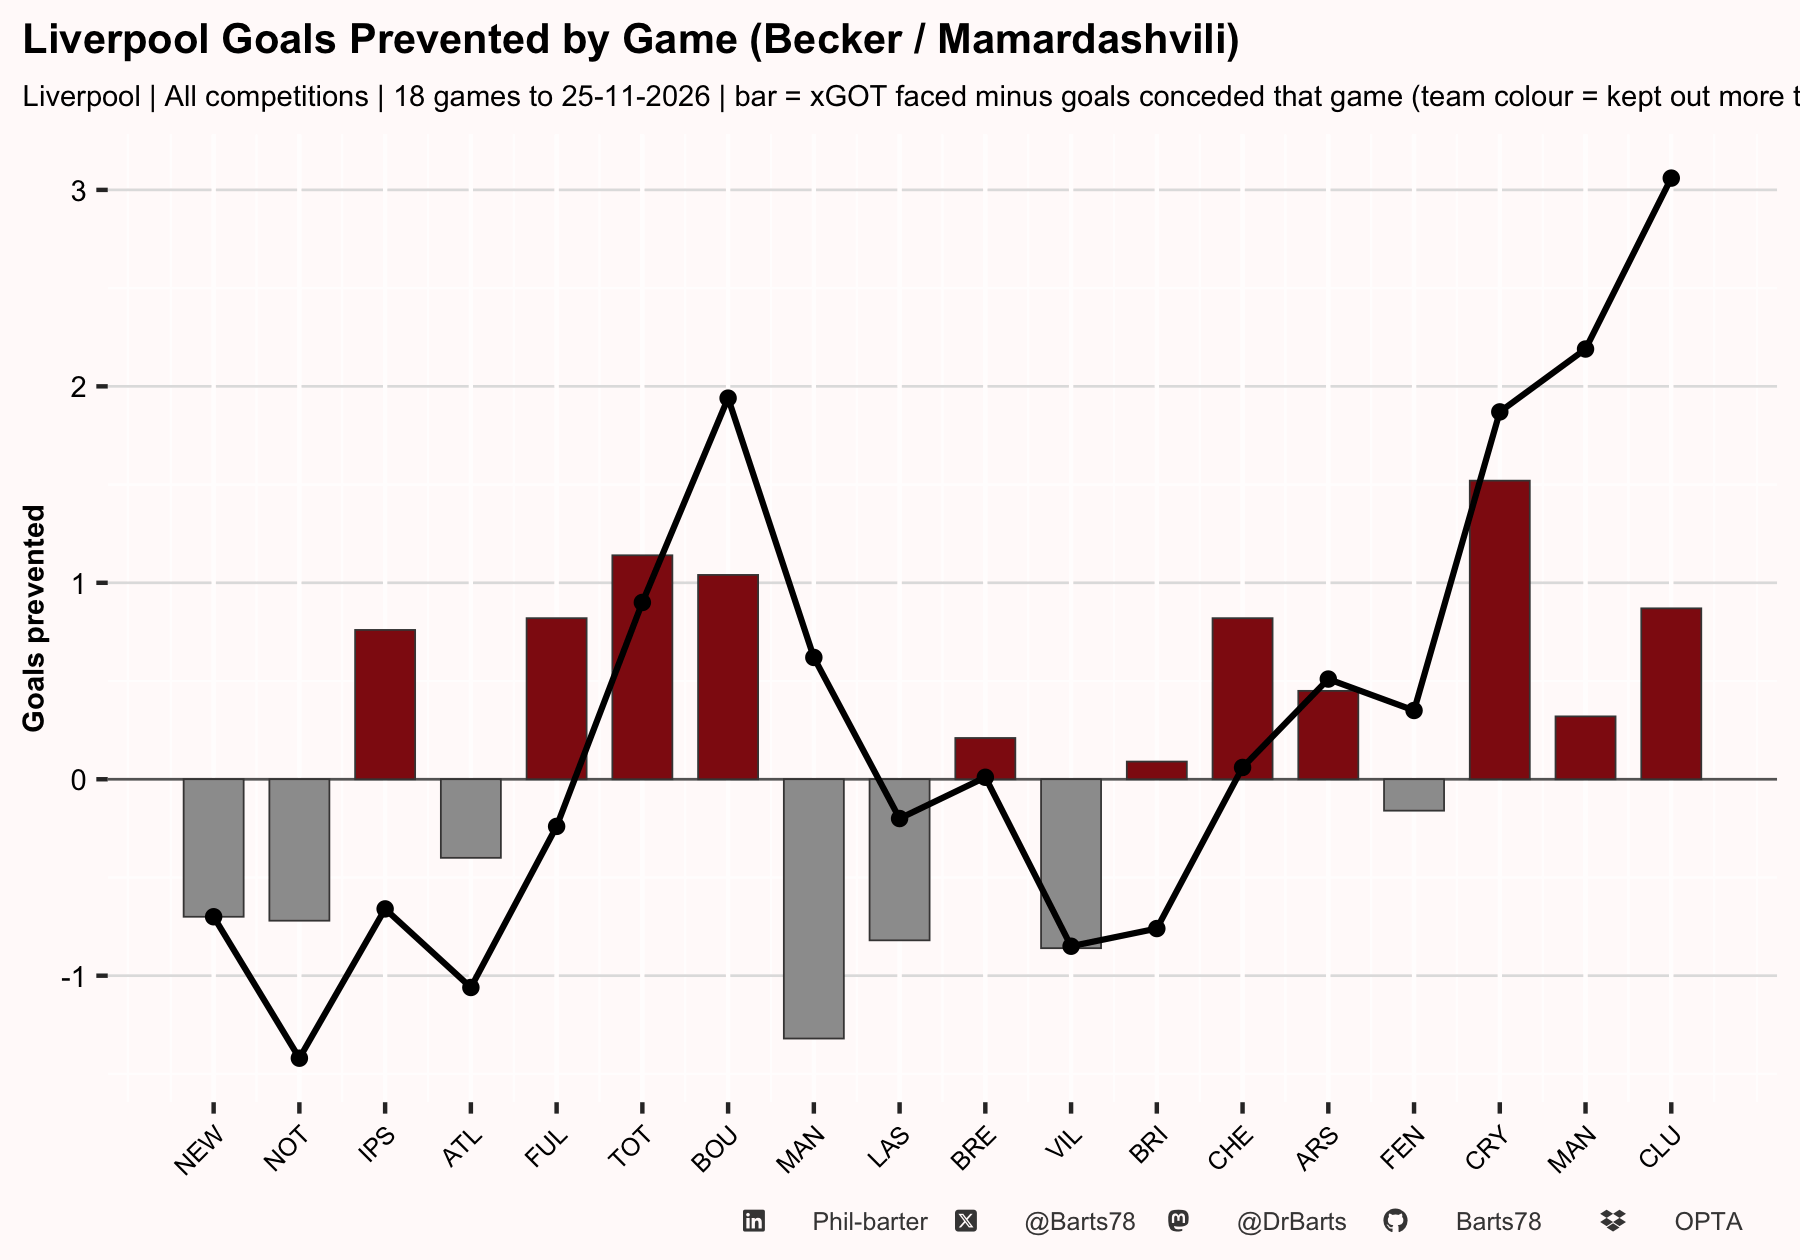 Liverpool Goals Prevented by Game (Becker / Mamardashvili)
Liverpool | All competitions | 18 games to 25-11-2026 | bar = xGOT faced minus goals conceded that game (team colour = kept out more t
3
2
1
0
-1
Goals prevented
NEW
NOT
IPS
ATL
FUL
TOT
BOU
MAN
LAS
BRE
VIL
BRI
CHE
ARS
FEN
CRY
MAN
CLU
Phil-barter @Barts78 @DrBarts Barts78 OPTA